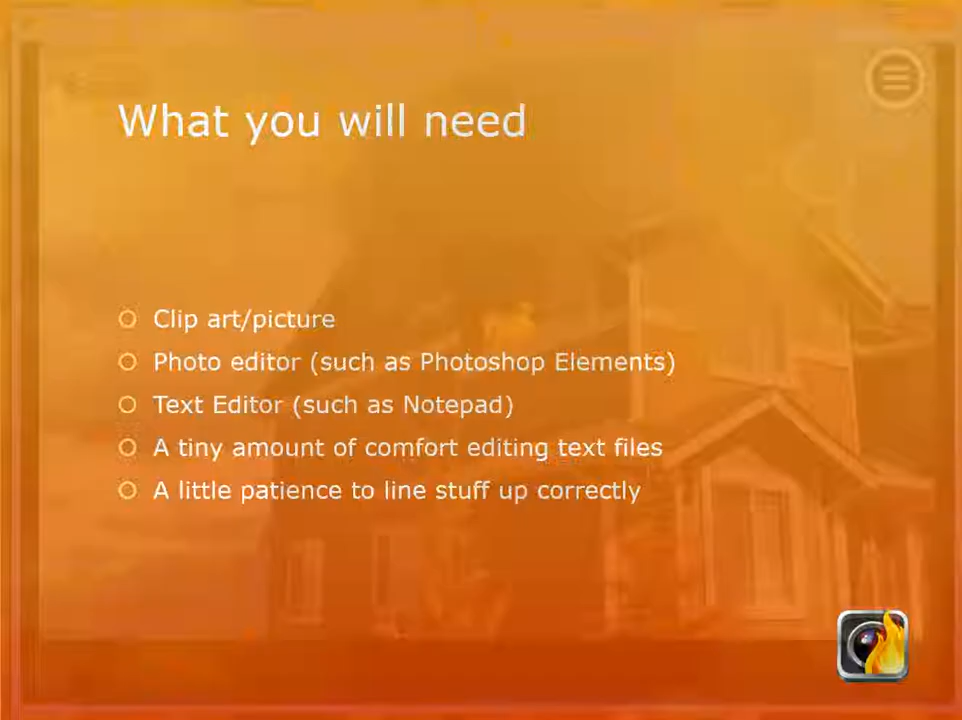 What you will need
Clip art/picture
Photo editor (such as Photoshop Elements)
Text Editor (such as Notepad)
A tiny amount of comfort editing text files
A little patience to line stuff up correctly